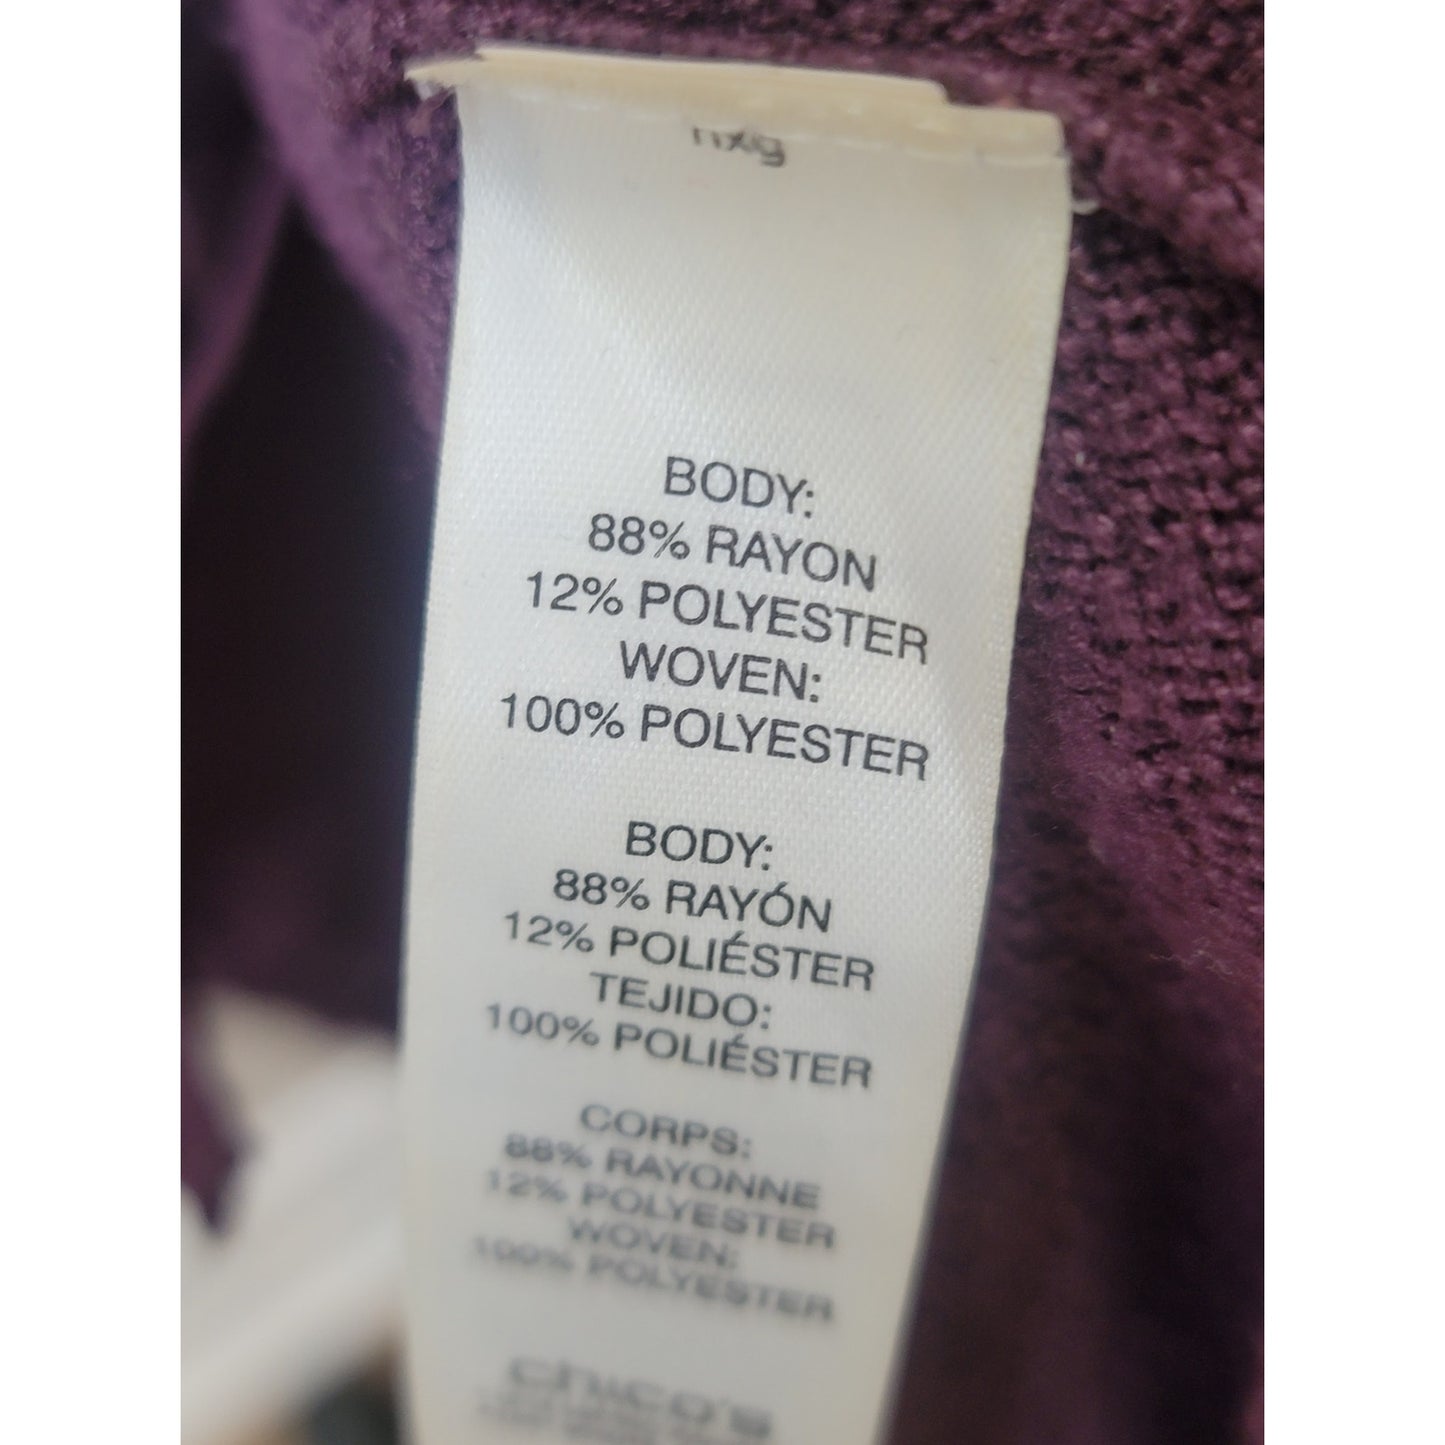 BODY:
88% RAYON
12% POLYESTER
WOVEN:
100% POLYESTER
BODY:
88% RAYÓN
12% POLIÉSTER
TEJIDO:
100% POLIÉSTER
CORPS:
88% RAYONNE
12% POLYESTER
WOVEN:
100% POLYESTER
chico's